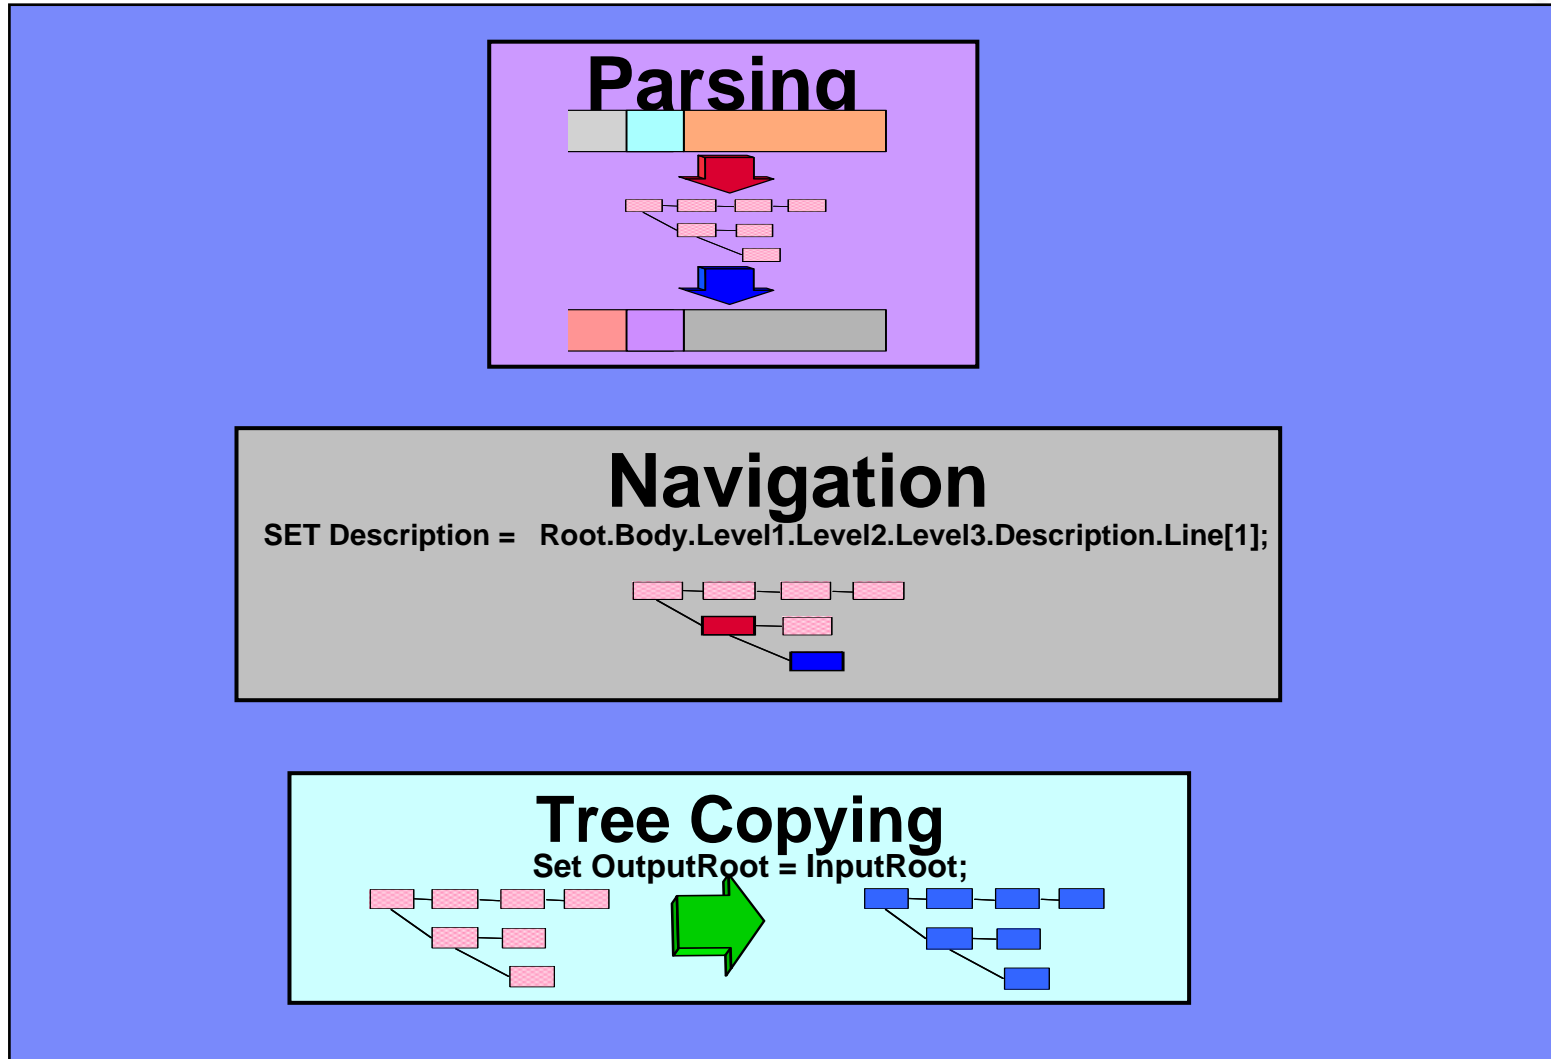 Parsing
Navigation
SET Description = Root.Body.Level1.Level2.Level3.Description.Line[1];
Tree Copying
Set OutputRoot = InputRoot;